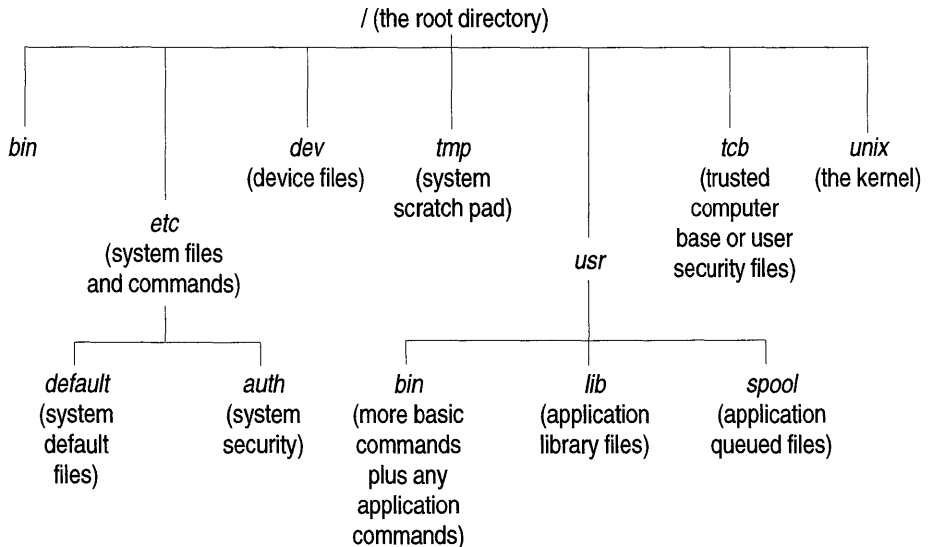 / (the root directory)
bin
dev
(device files)
tmp
(system
scratch pad)
tcb
(trusted
computer
base or user
security files)
unix
(the kernel)
etc
(system files
and commands)
usr
default
(system
default
files)
auth
(system
security)
bin
(more basic
commands
plus any
application
commands)
lib
(application
library files)
spool
(application
queued files)